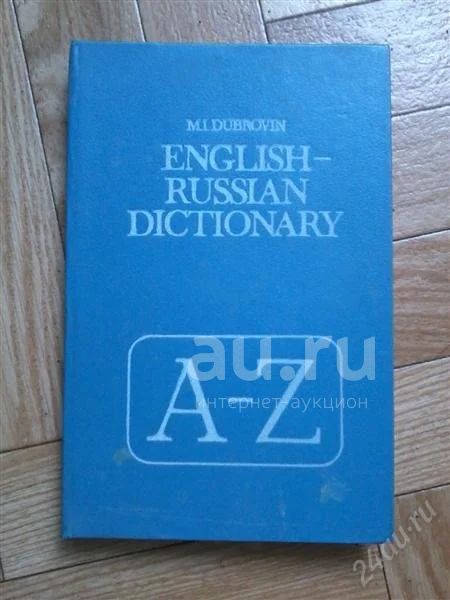 M.I. DUBROVIN
ENGLISH–
RUSSIAN
DICTIONARY
au.ru
интернет-аукцион
A–Z
24au.ru